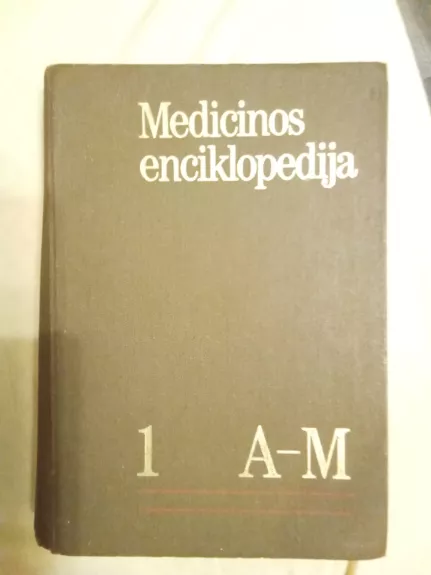 Medicinos
enciklopedija
1 A–M